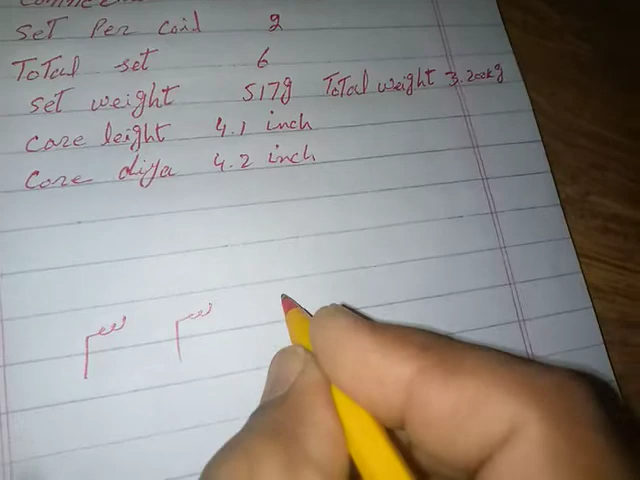 Set Per Coil 2
ToTal set 6
set weight 517g ToTal weight 3.200kg
Core leight 4.1 inch
Core diya 4.2 inch